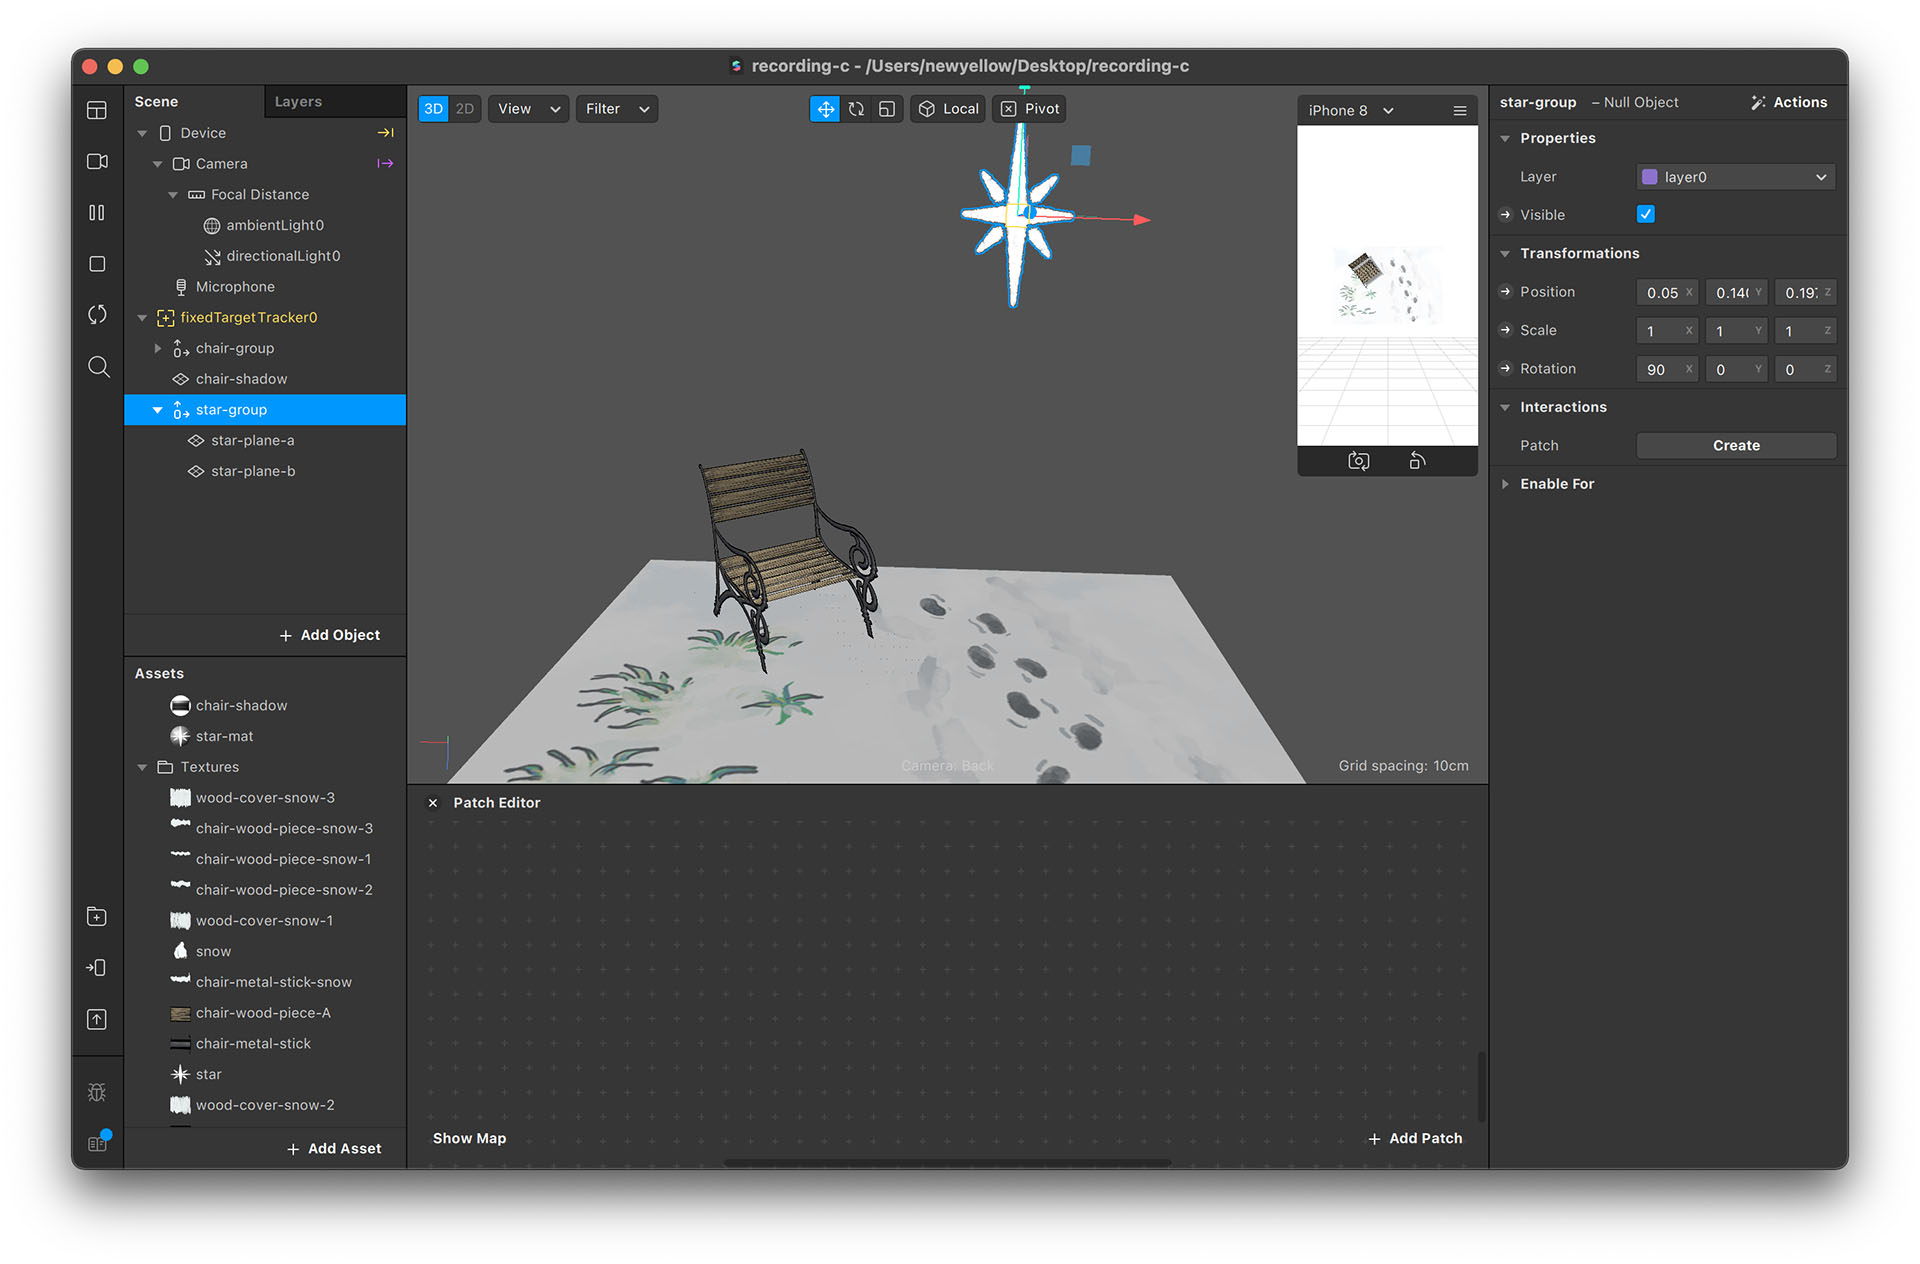 recording-c - /Users/newyellow/Desktop/recording-c
Scene
Layers
Device
Camera
Focal Distance
ambientLight0
directionalLight0
Microphone
fixedTargetTracker0
chair-group
chair-shadow
star-group
star-plane-a
star-plane-b
+ Add Object
Assets
chair-shadow
star-mat
Textures
wood-cover-snow-3
chair-wood-piece-snow-3
chair-wood-piece-snow-1
chair-wood-piece-snow-2
wood-cover-snow-1
snow
chair-metal-stick-snow
chair-wood-piece-A
chair-metal-stick
star
wood-cover-snow-2
+ Add Asset
3D 2D View Filter Local Pivot
iPhone 8
Camera: Back
Grid spacing: 10cm
Patch Editor
Show Map
+ Add Patch
star-group – Null Object Actions
Properties
Layer layer0
Visible
Transformations
Position 0.05 X 0.14 Y 0.19 Z
Scale 1 X 1 Y 1 Z
Rotation 90 X 0 Y 0 Z
Interactions
Patch Create
Enable For